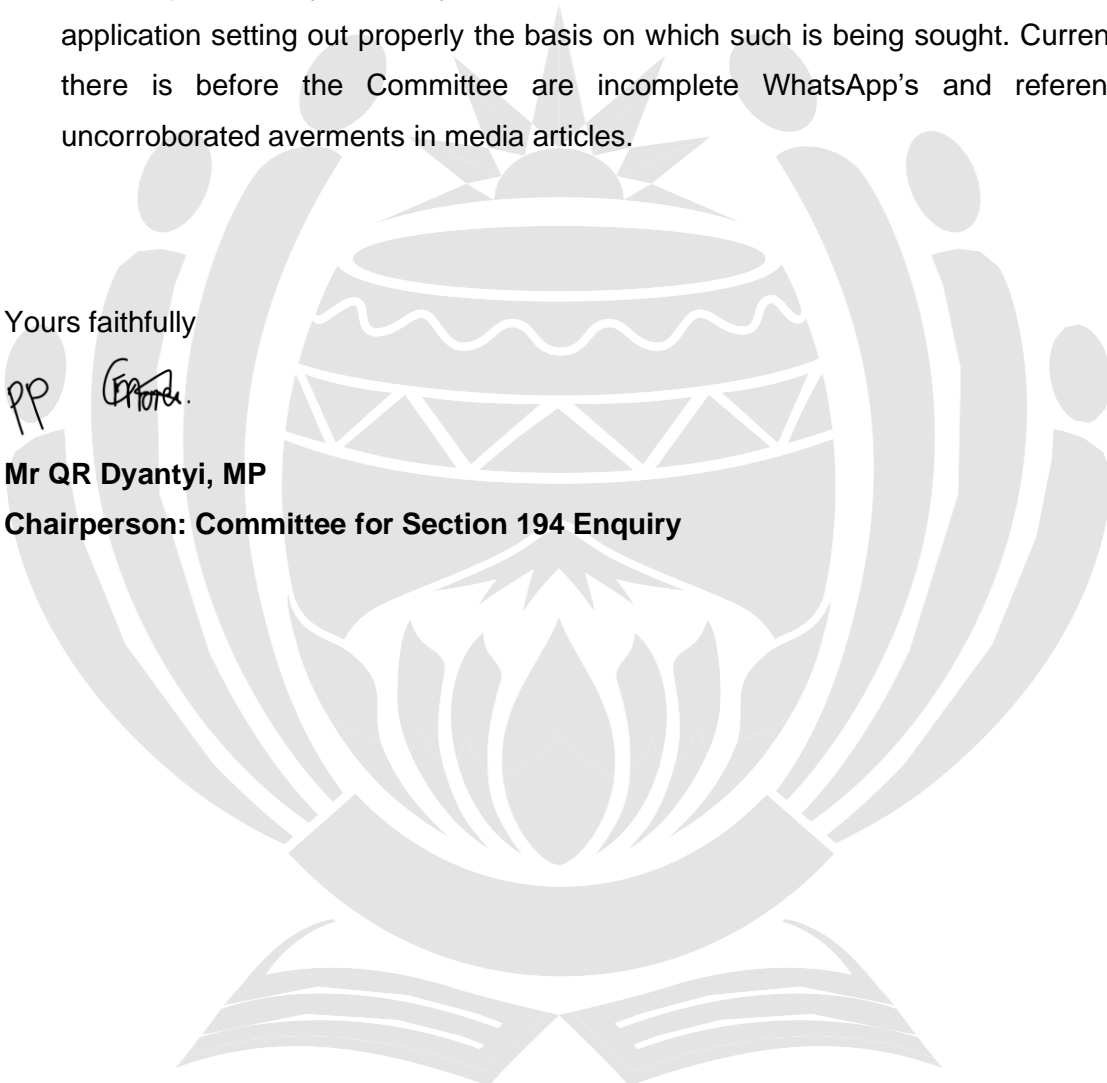 application setting out properly the basis on which such is being sought. Curren
there is before the Committee are incomplete WhatsApp's and referen
uncorroborated averments in media articles.
Yours faithfully
pp
Mr QR Dyantyi, MP
Chairperson: Committee for Section 194 Enquiry